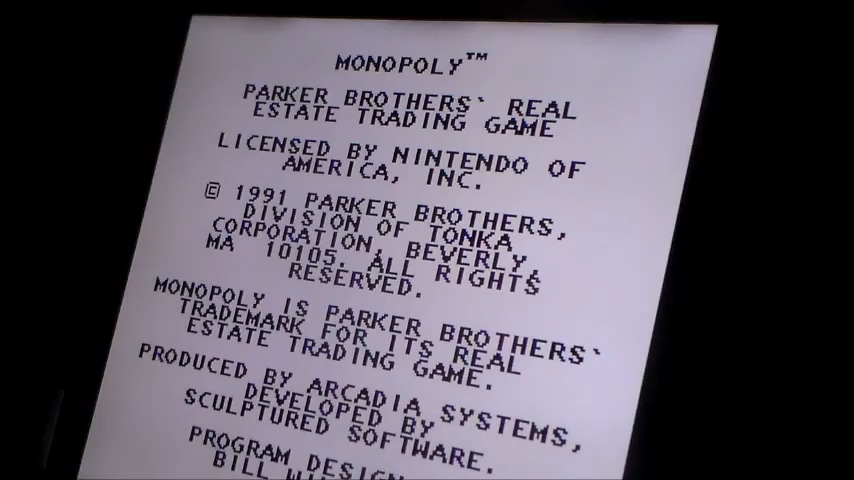 MONOPOLY™
PARKER BROTHERS` REAL
ESTATE TRADING GAME
LICENSED BY NINTENDO OF
AMERICA, INC.
© 1991 PARKER BROTHERS,
DIVISION OF TONKA
CORPORATION, BEVERLY,
MA 10105. ALL RIGHTS
RESERVED.
MONOPOLY IS PARKER BROTHERS`
TRADEMARK FOR ITS REAL
ESTATE TRADING GAME.
PRODUCED BY ARCADIA SYSTEMS,
DEVELOPED BY
SCULPTURED SOFTWARE.
PROGRAM DESIGN
BILL